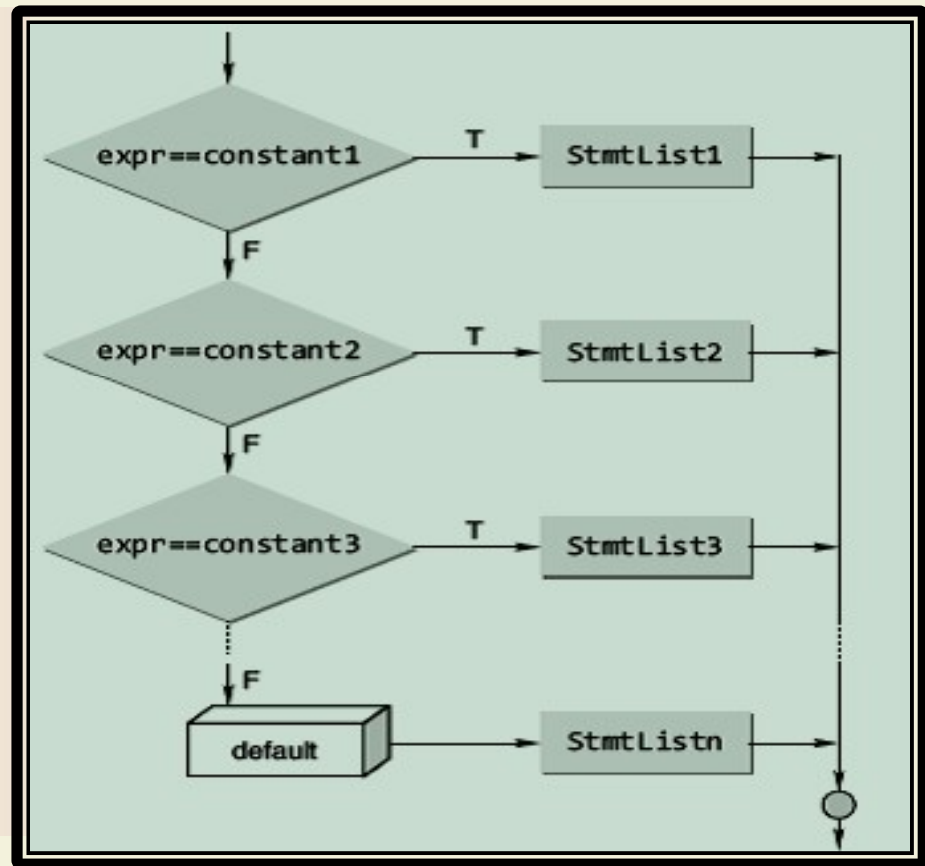 expr==constant1
T
StmtList1
F
expr==constant2
T
StmtList2
F
expr==constant3
T
StmtList3
F
default
StmtListn